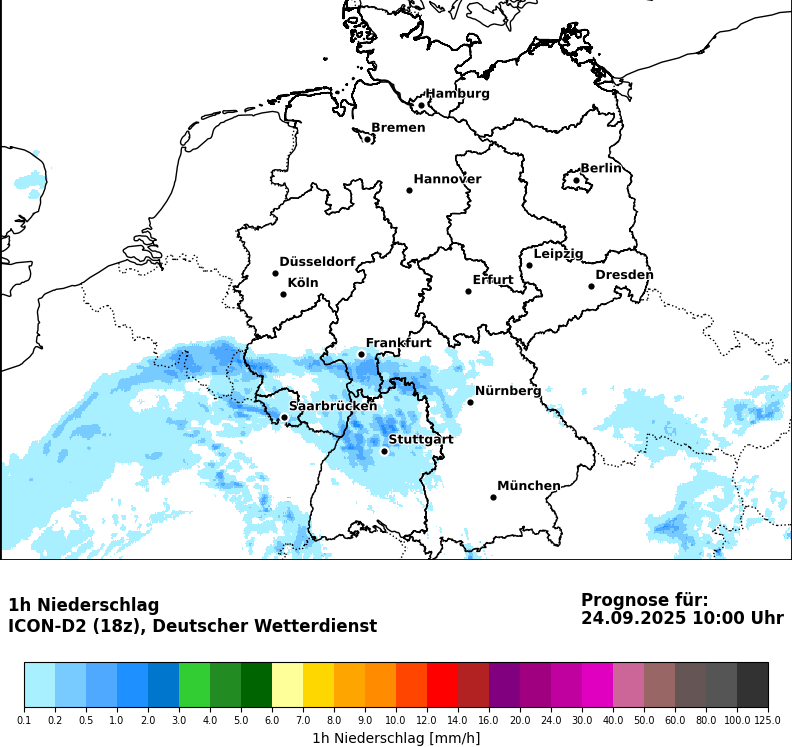 Hamburg
Bremen
Berlin
Hannover
Leipzig
Düsseldorf
Dresden
Köln
Erfurt
Frankfurt
Nürnberg
Saarbrücken
Stuttgart
München
1h Niederschlag
ICON-D2 (18z), Deutscher Wetterdienst
Prognose für:
24.09.2025 10:00 Uhr
0.1 0.2 0.5 1.0 2.0 3.0 4.0 5.0 6.0 7.0 8.0 9.0 10.0 12.0 14.0 16.0 20.0 24.0 30.0 40.0 50.0 60.0 80.0 100.0 125.0
1h Niederschlag [mm/h]